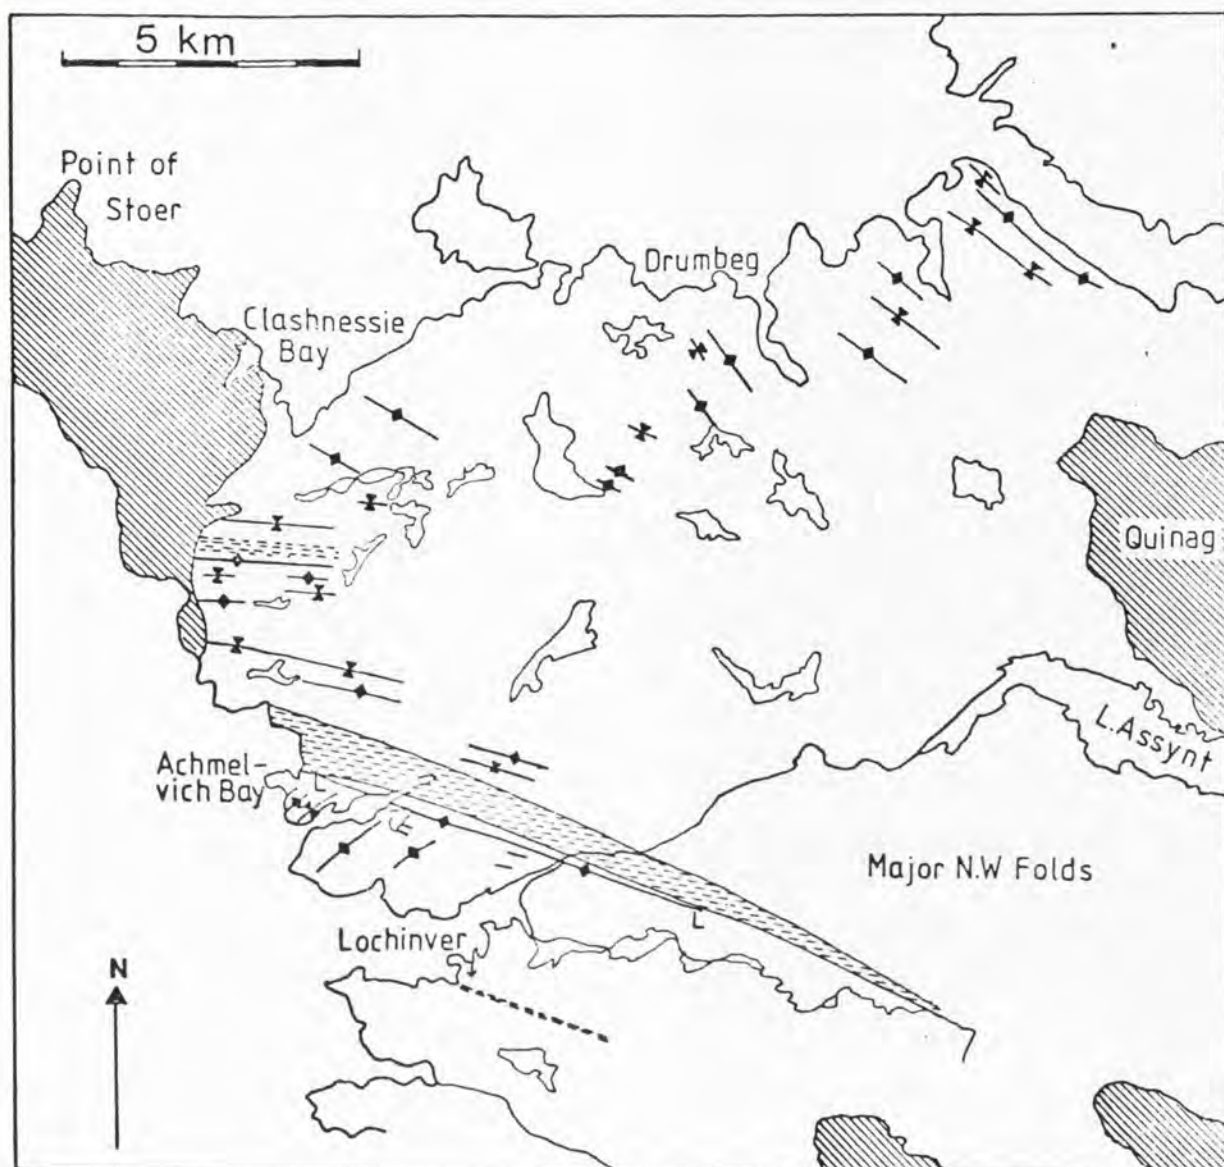 5 km
Point of
Stoer
Clashnessie
Bay
Drumbeg
Quinag
L. Assynt
Achmel-
vich Bay
L
Major N.W Folds
L
Lochinver
N